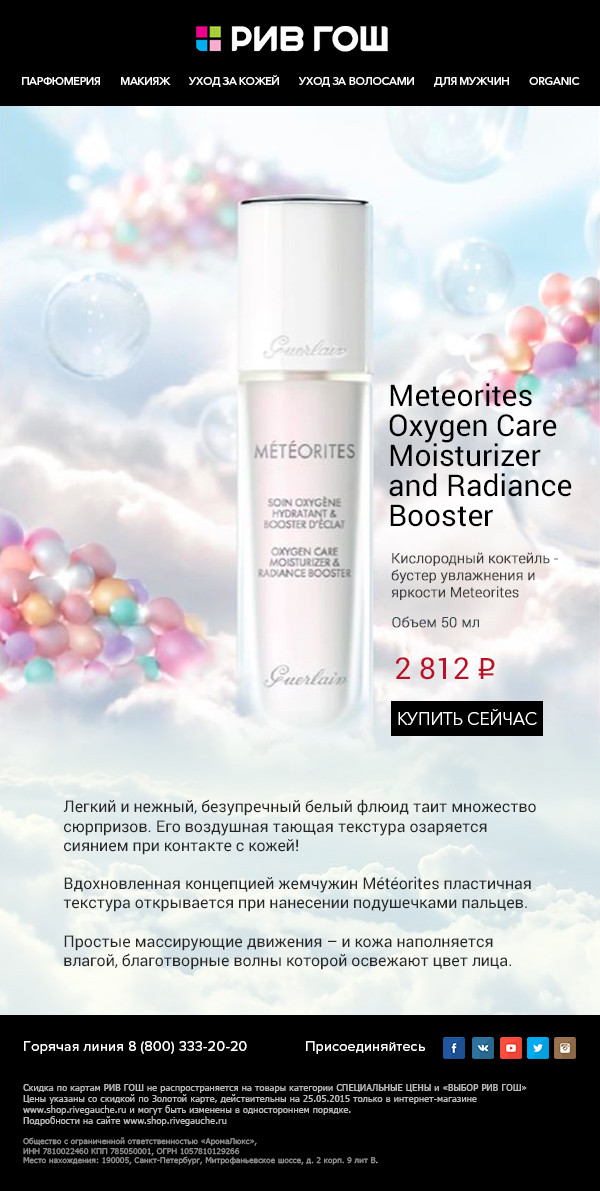 РИВ ГОШ
ПАРФЮМЕРИЯ МАКИЯЖ УХОД ЗА КОЖЕЙ УХОД ЗА ВОЛОСАМИ ДЛЯ МУЖЧИН ORGANIC
Guerlain
MÉTÉORITES
SOIN OXYGÈNE
HYDRATANT &
BOOSTER D'ÉCLAT
OXYGEN CARE
MOISTURIZER &
RADIANCE BOOSTER
Guerlain
Meteorites
Oxygen Care
Moisturizer
and Radiance
Booster
Кислородный коктейль -
бустер увлажнения и
яркости Meteorites
Объем 50 мл
2 812 ₽
КУПИТЬ СЕЙЧАС
Легкий и нежный, безупречный белый флюид таит множество
сюрпризов. Его воздушная тающая текстура озаряется
сиянием при контакте с кожей!
Вдохновленная концепцией жемчужин Météorites пластичная
текстура открывается при нанесении подушечками пальцев.
Простые массирующие движения – и кожа наполняется
влагой, благотворные волны которой освежают цвет лица.
Горячая линия 8 (800) 333-20-20 Присоединяйтесь
Скидка по картам РИВ ГОШ не распространяется на товары категории СПЕЦИАЛЬНЫЕ ЦЕНЫ и «ВЫБОР РИВ ГОШ»
Цены указаны со скидкой по Золотой карте, действительны на 25.05.2015 только в интернет-магазине
www.shop.rivegauche.ru и могут быть изменены в одностороннем порядке.
Подробности на сайте www.shop.rivegauche.ru
Общество с ограниченной ответственностью «АромаЛюкс»,
ИНН 7810022460 КПП 785050001, ОГРН 1057810129266
Место нахождения: 190005, Санкт-Петербург, Митрофаньевское шоссе, д. 2 корп. 9 лит В.